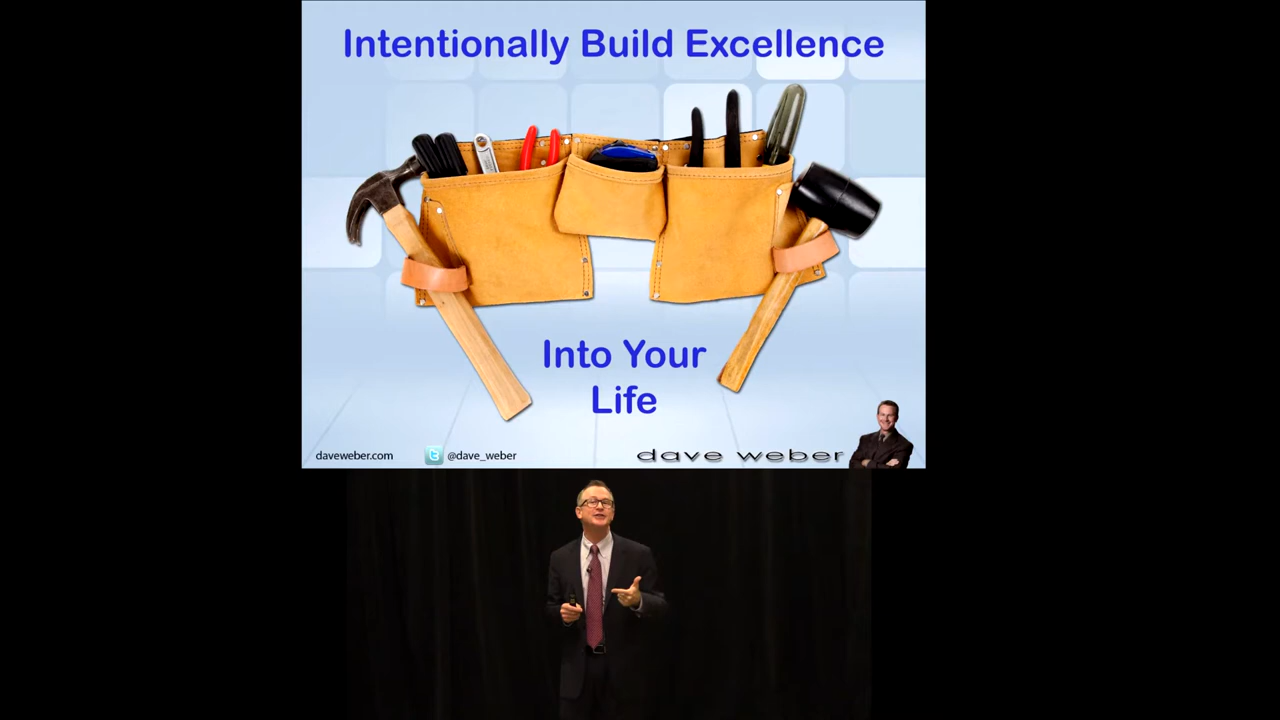 Intentionally Build Excellence
Into Your
Life
daveweber.com
@dave_weber
dave weber